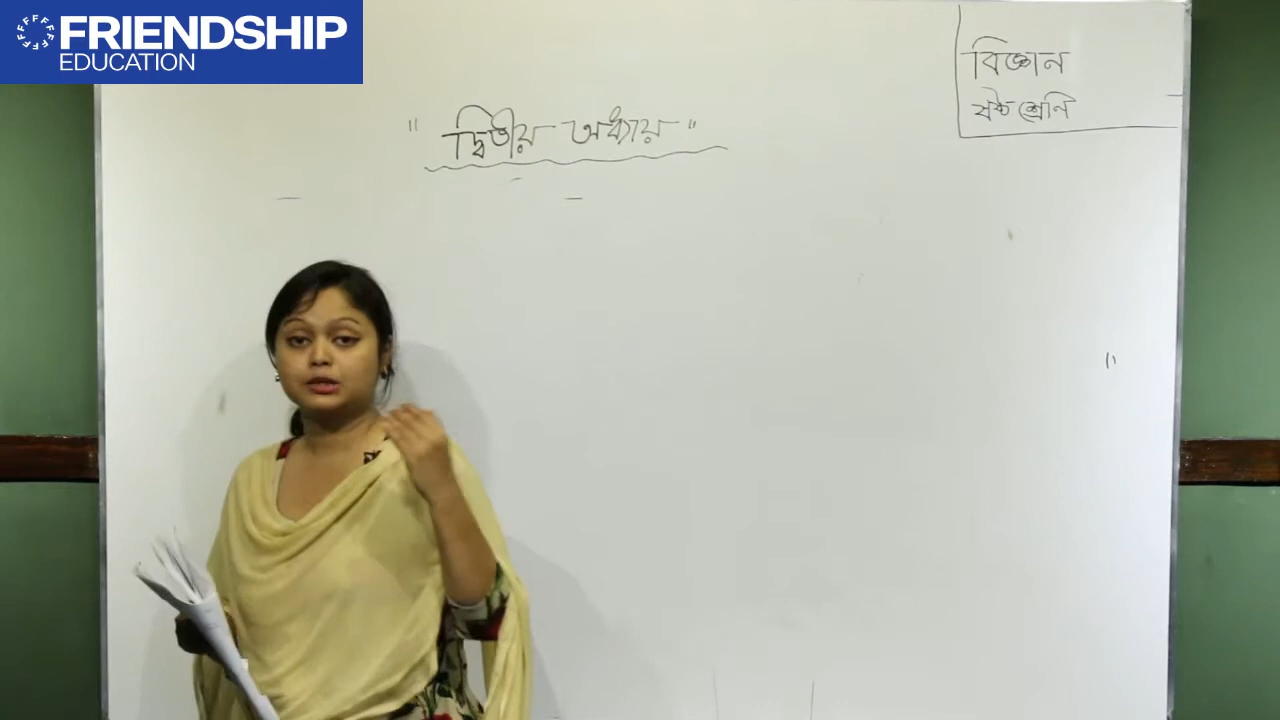 FRIENDSHIP
EDUCATION
বিজ্ঞান
ষষ্ঠ শ্রেনি
" দ্বিতীয় অধ্যায় "